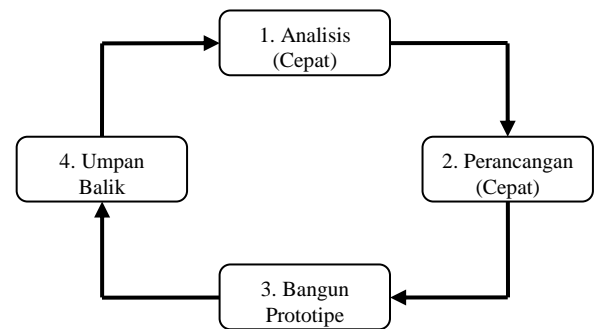 1. Analisis
(Cepat)
2. Perancangan
(Cepat)
3. Bangun
Prototipe
4. Umpan
Balik